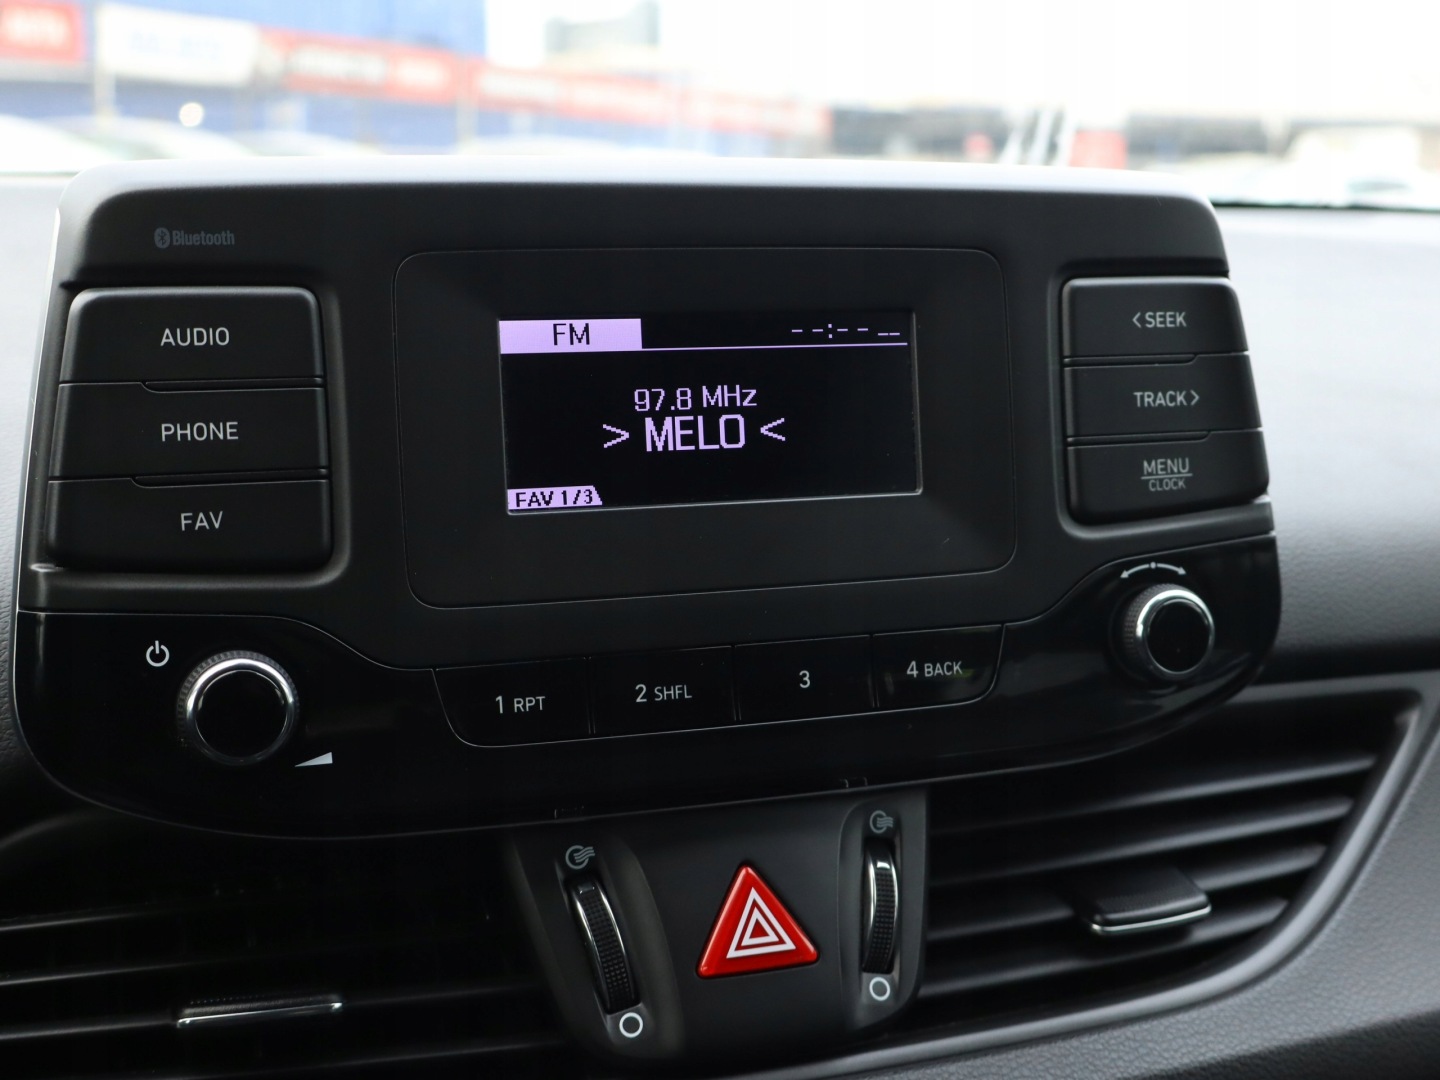 Bluetooth
AUDIO
PHONE
FAV
FM --:-- __
97.8 MHz
> MELO <
FAV 1/3
< SEEK
TRACK >
MENU
CLOCK
1 RPT
2 SHFL
3
4 BACK